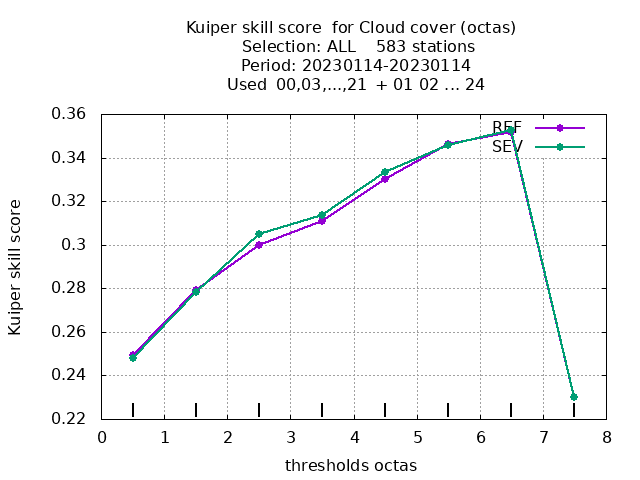 Kuiper skill score  for Cloud cover (octas)
Selection: ALL    583 stations
Period: 20230114-20230114
Used  00,03,...,21  + 01 02 ... 24
REF
SEV
0.36
0.34
0.32
0.3
0.28
0.26
0.24
0.22
Kuiper skill score
0 1 2 3 4 5 6 7 8
thresholds octas